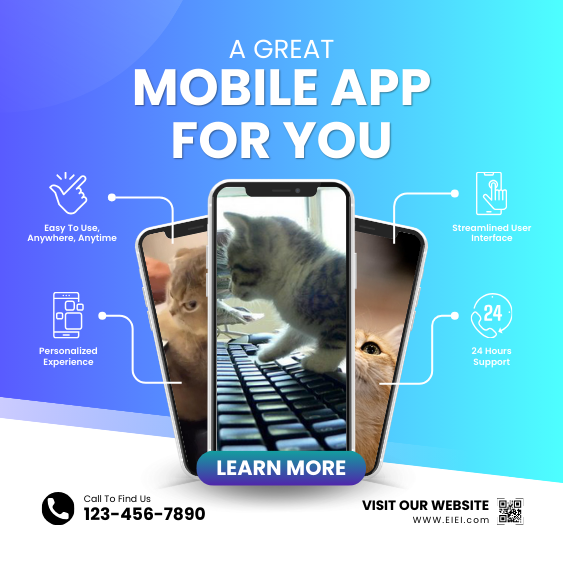 A GREAT
MOBILE APP
FOR YOU
Easy To Use,
Anywhere, Anytime
Streamlined User
Interface
Personalized
Experience
24
24 Hours
Support
LEARN MORE
Call To Find Us
123-456-7890
VISIT OUR WEBSITE
WWW.EIEI.com